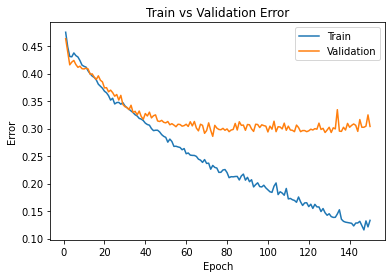 Train vs Validation Error
Train
Validation
Error
0.45
0.40
0.35
0.30
0.25
0.20
0.15
0.10
0 20 40 60 80 100 120 140
Epoch